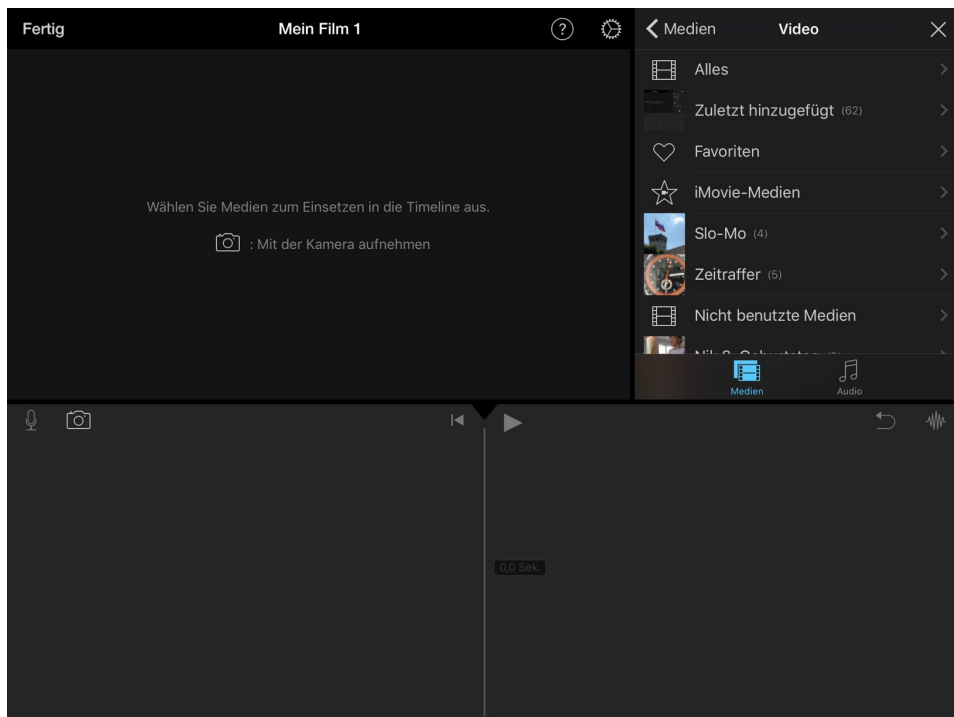 Fertig
Mein Film 1
?
Medien
Video
Alles
Zuletzt hinzugefügt (62)
Favoriten
iMovie-Medien
Slo-Mo (4)
Zeitraffer (5)
Nicht benutzte Medien
Medien
Audio
Wählen Sie Medien zum Einsetzen in die Timeline aus.
: Mit der Kamera aufnehmen
0,0 Sek.